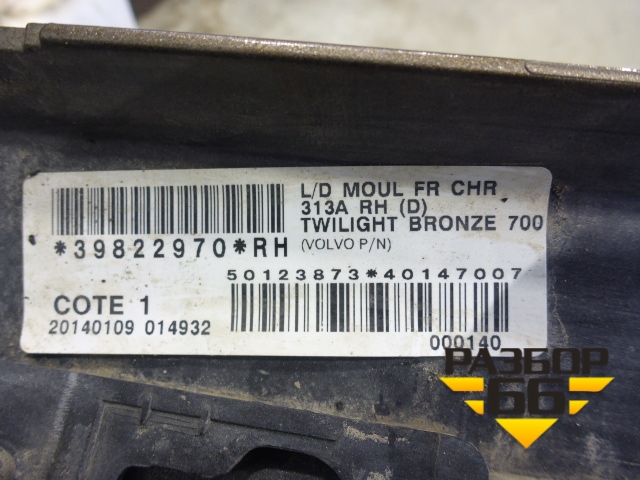 L/D MOUL FR CHR
313A RH (D)
TWILIGHT BRONZE 700
*39822970*RH
(VOLVO P/N)
50123873*40147007
COTE 1
20140109 014932
000140
РАЗБОР
66